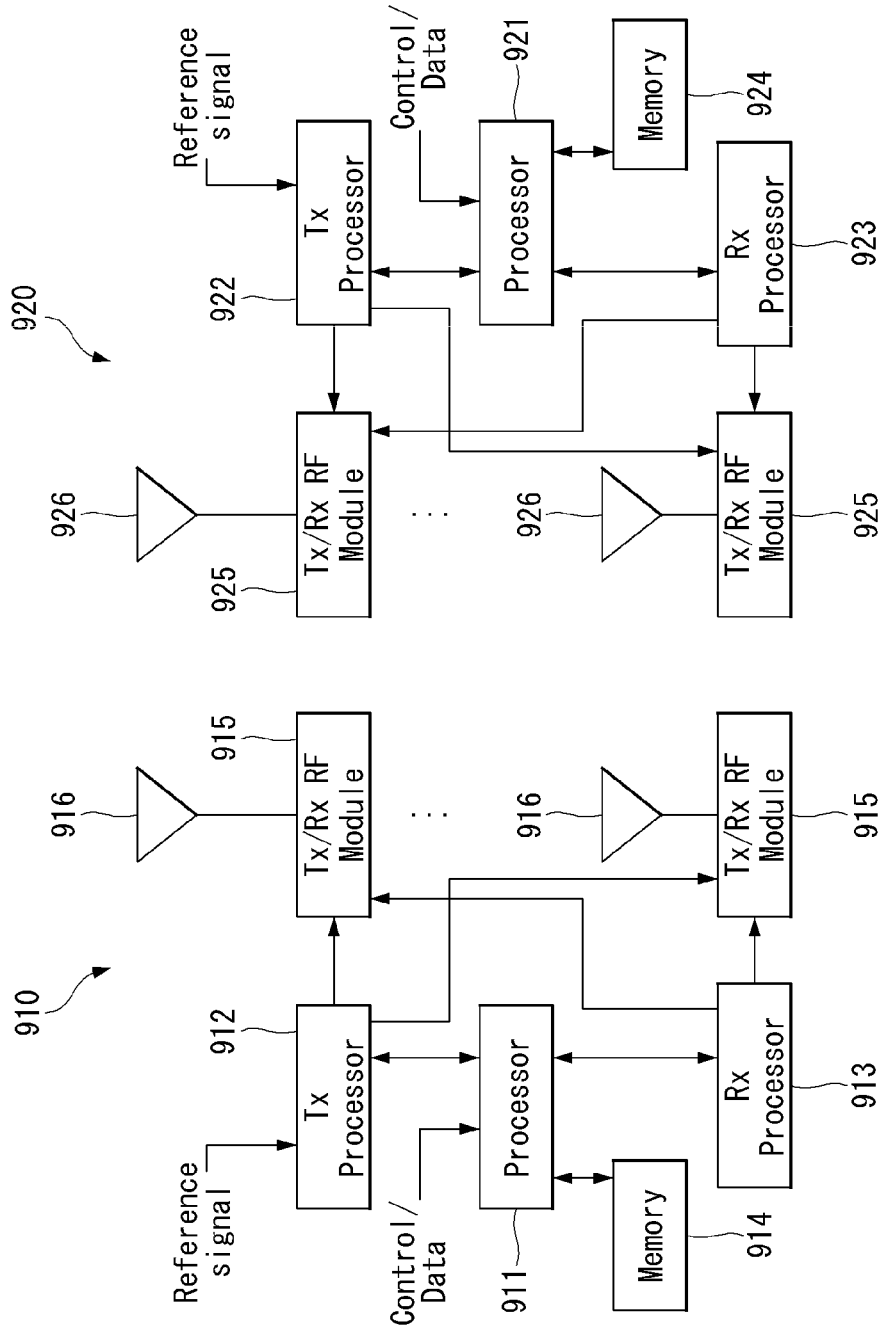 910
920
916
926
Reference
signal
912
915
925
922
Reference
signal
Tx
Processor
Tx/Rx RF
Module
Tx/Rx RF
Module
Tx
Processor
Control/
Data
...
...
Control/
Data
911
Processor
916
926
Processor
921
Memory
914
Memory
924
Rx
Processor
913
Tx/Rx RF
Module
915
Tx/Rx RF
Module
925
Rx
Processor
923